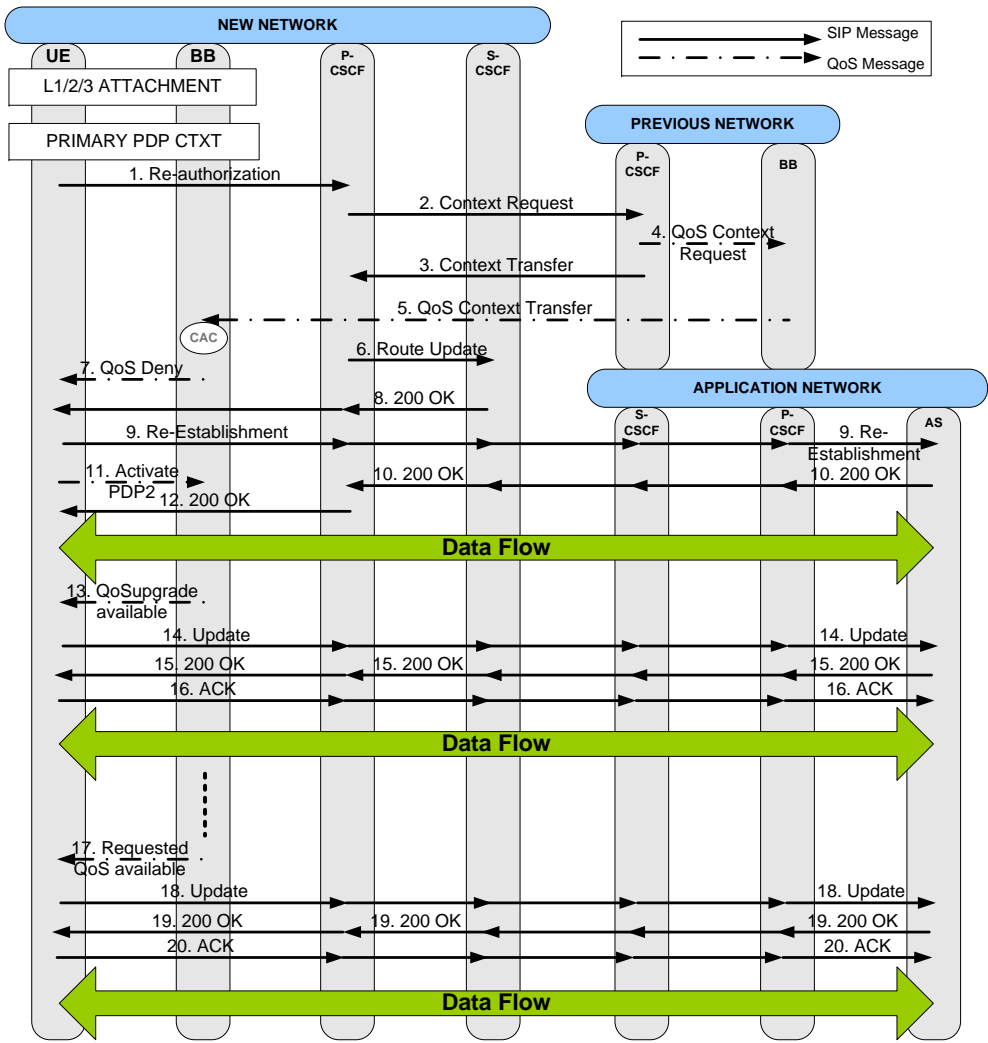 NEW NETWORK
SIP Message
QoS Message
UE
BB
P-
CSCF
S-
CSCF
L1/2/3 ATTACHMENT
PREVIOUS NETWORK
PRIMARY PDP CTXT
P-
CSCF
BB
1. Re-authorization
2. Context Request
4. QoS Context
Request
3. Context Transfer
5. QoS Context Transfer
CAC
6. Route Update
7. QoS Deny
APPLICATION NETWORK
8. 200 OK
S-
CSCF
P-
CSCF
AS
9. Re-Establishment
9. Re-
Establishment
11. Activate
PDP2
10. 200 OK
10. 200 OK
12. 200 OK
Data Flow
13. QoSupgrade
available
14. Update
14. Update
15. 200 OK
15. 200 OK
15. 200 OK
16. ACK
16. ACK
Data Flow
17. Requested
QoS available
18. Update
18. Update
19. 200 OK
19. 200 OK
19. 200 OK
20. ACK
20. ACK
Data Flow